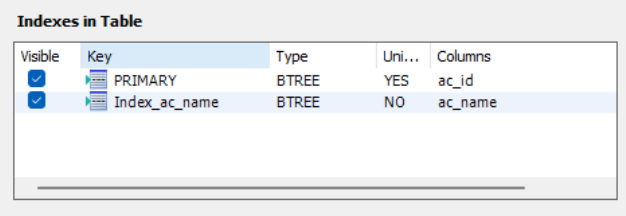 Indexes in Table
Visible Key Type Uni... Columns
PRIMARY BTREE YES ac_id
Index_ac_name BTREE NO ac_name